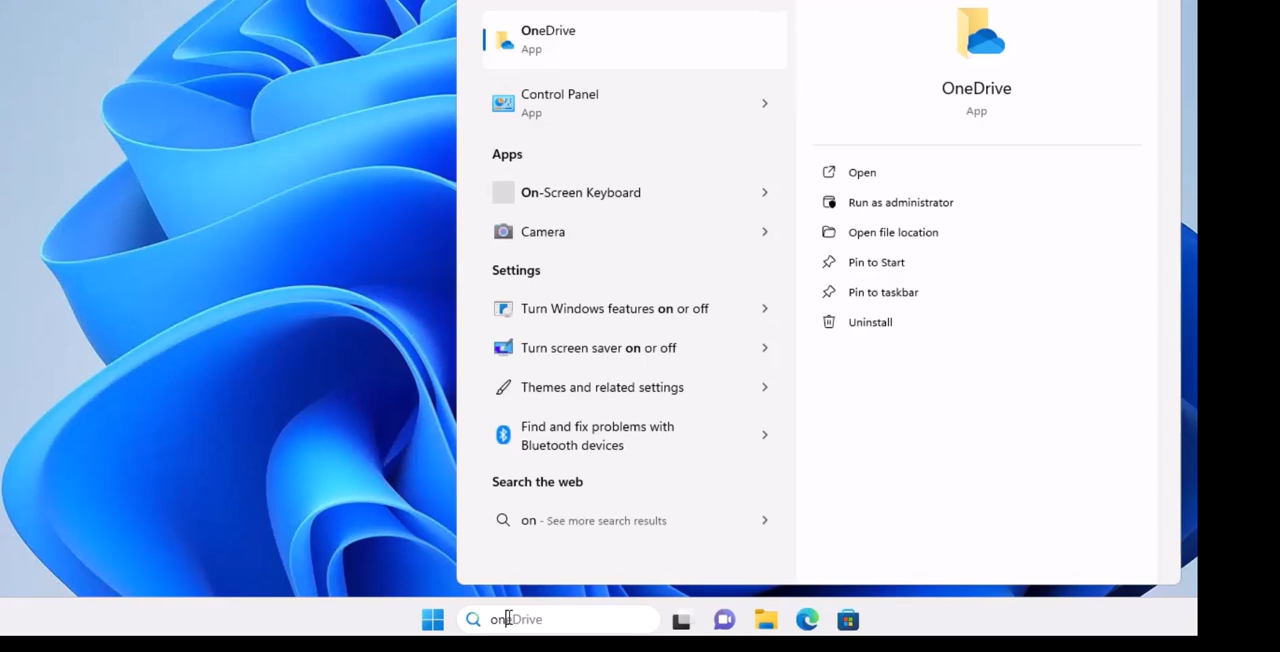 OneDrive
App
Control Panel
App
Apps
On-Screen Keyboard
Camera
Settings
Turn Windows features on or off
Turn screen saver on or off
Themes and related settings
Find and fix problems with
Bluetooth devices
Search the web
on - See more search results
OneDrive
App
Open
Run as administrator
Open file location
Pin to Start
Pin to taskbar
Uninstall
oneDrive